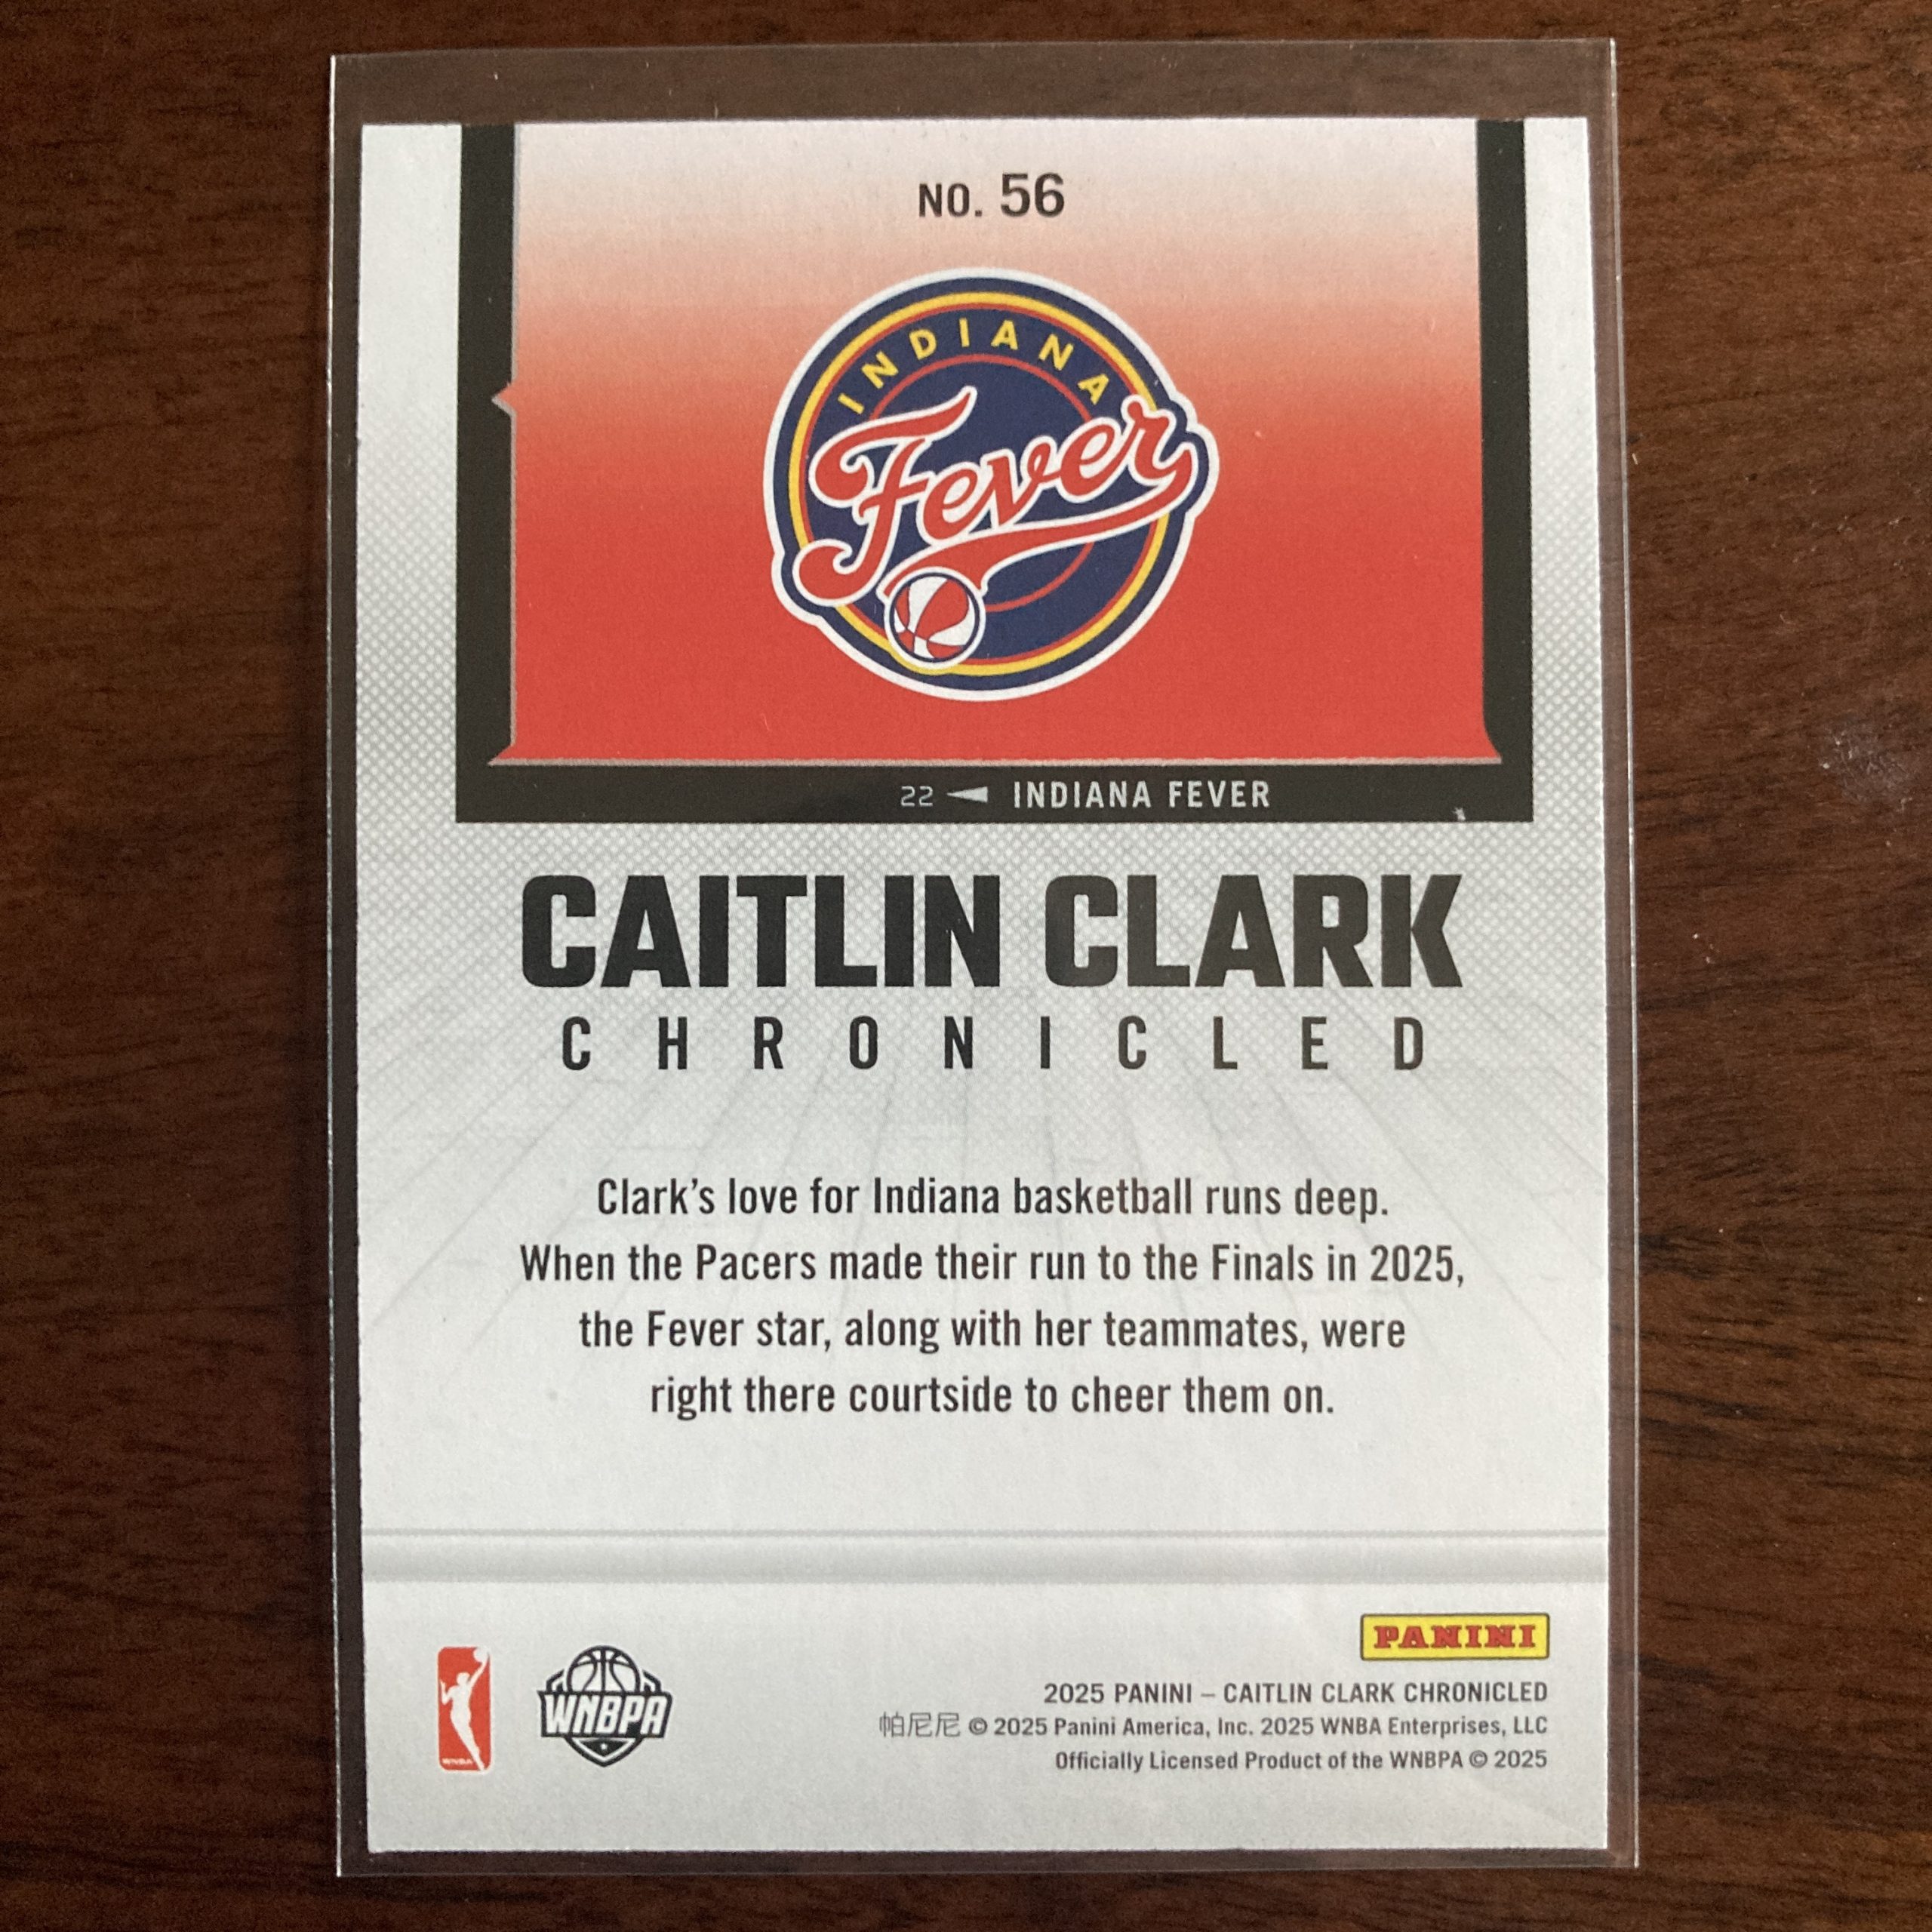 NO. 56
INDIANA
Fever
22 ◄ INDIANA FEVER
CAITLIN CLARK
CHRONICLED
Clark’s love for Indiana basketball runs deep.
When the Pacers made their run to the Finals in 2025,
the Fever star, along with her teammates, were
right there courtside to cheer them on.
PANINI
WNBA
WNBPA
2025 PANINI – CAITLIN CLARK CHRONICLED
帕尼尼 © 2025 Panini America, Inc. 2025 WNBA Enterprises, LLC
Officially Licensed Product of the WNBPA © 2025